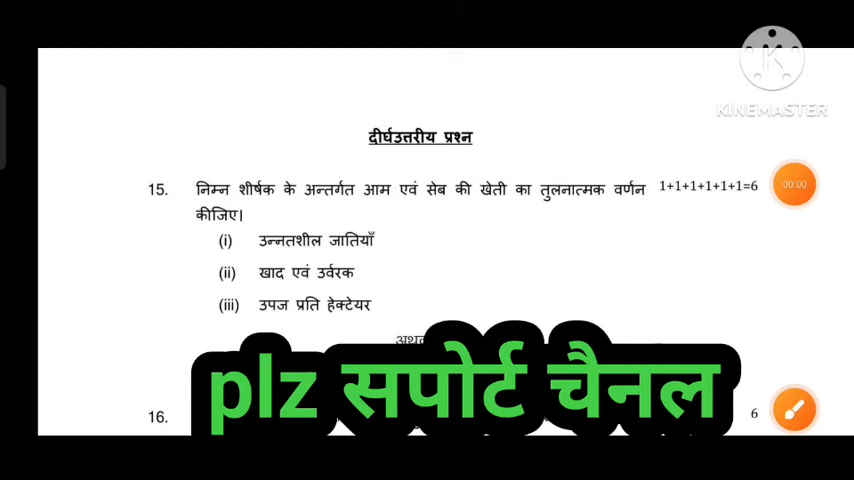 KINEMASTER
दीर्घउत्तरीय प्रश्न
15. निम्न शीर्षक के अन्तर्गत आम एवं सेब की खेती का तुलनात्मक वर्णन 1+1+1+1+1+1=6
00:00
कीजिए।
(i) उन्नतशील जातियाँ
(ii) खाद एवं उर्वरक
(iii) उपज प्रति हेक्टेयर
plz सपोर्ट चैनल
16. 6